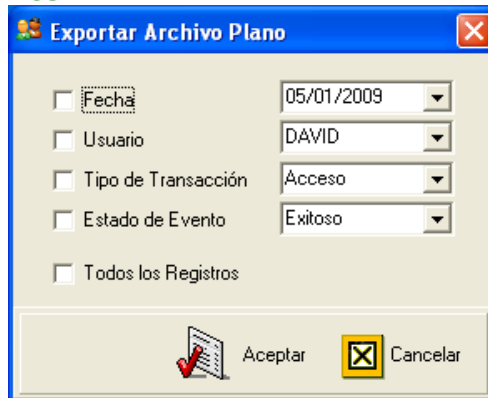 Exportar Archivo Plano
Fecha 05/01/2009
Usuario DAVID
Tipo de Transacción Acceso
Estado de Evento Exitoso
Todos los Registros
Aceptar Cancelar